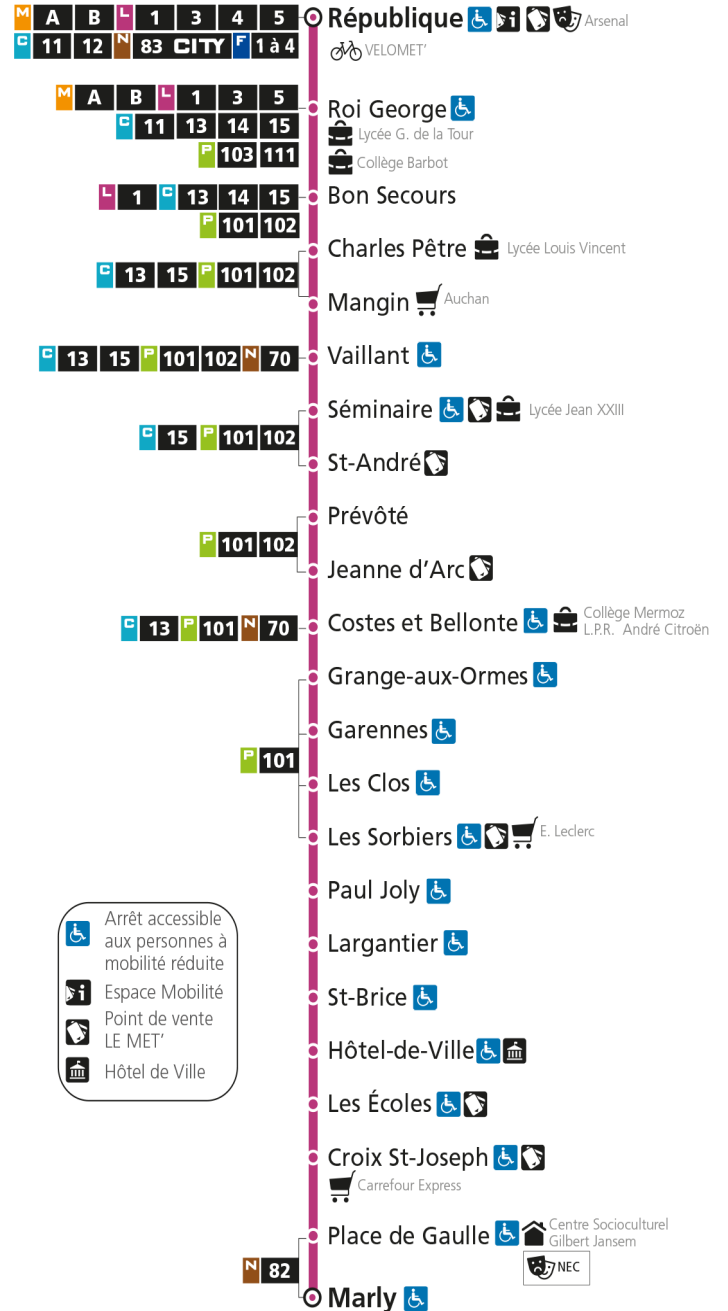 M A B L 1 3 4 5 République Arsenal
C 11 12 N 83 CITY F 1 à 4 VELOMET'
M A B L 1 3 5 Roi George
C 11 13 14 15 Lycée G. de la Tour
P 103 111 Collège Barbot
L 1 C 13 14 15 Bon Secours
P 101 102
Charles Pêtre Lycée Louis Vincent
C 13 15 P 101 102
Mangin Auchan
C 13 15 P 101 102 N 70 Vaillant
Séminaire Lycée Jean XXIII
C 15 P 101 102
St-André
Prévôté
P 101 102
Jeanne d'Arc
C 13 P 101 N 70 Costes et Bellonte Collège Mermoz
L.P.R. André Citroën
Grange-aux-Ormes
Garennes
P 101
Les Clos
Les Sorbiers E. Leclerc
Paul Joly
Largantier
St-Brice
Hôtel-de-Ville
Les Écoles
Croix St-Joseph
Carrefour Express
Place de Gaulle Centre Socioculturel
Gilbert Jansem
NEC
N 82
Marly
Arrêt accessible
aux personnes à
mobilité réduite
Espace Mobilité
Point de vente
LE MET'
Hôtel de Ville